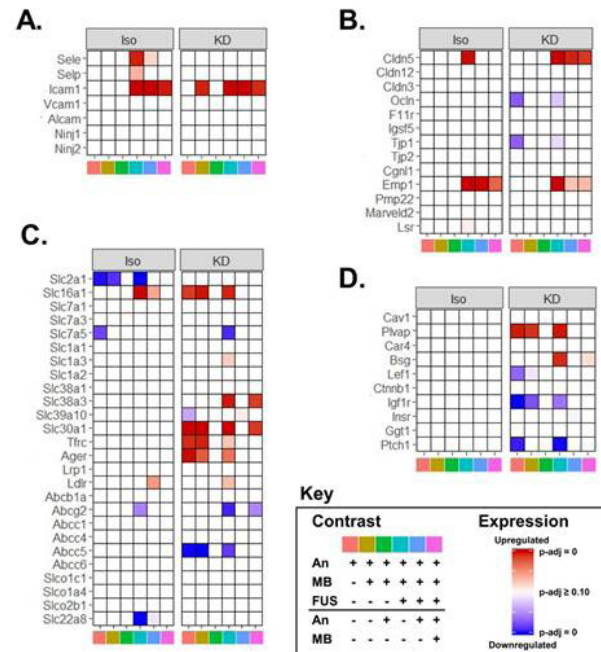 A.
Iso KD
Sele
Selp
Icam1
Vcam1
Alcam
Ninj1
Ninj2
B.
Iso KD
Cldn5
Cldn12
Cldn3
Ocln
F11r
Igsf5
Tjp1
Tjp2
Cgnl1
Emp1
Pmp22
Marveld2
Lsr
C.
Iso KD
Slc2a1
Slc16a1
Slc7a1
Slc7a3
Slc7a5
Slc1a1
Slc1a3
Slc1a2
Slc38a1
Slc38a3
Slc39a10
Slc30a1
Tfrc
Ager
Lrp1
Ldlr
Abcb1a
Abcg2
Abcc1
Abcc4
Abcc5
Abcc6
Slco1c1
Slco1a4
Slco2b1
Slc22a8
D.
Iso KD
Cav1
Plvap
Car4
Bsg
Lef1
Ctnnb1
Igf1r
Insr
Ggt1
Ptch1
Key
Contrast
An + + + + + +
MB - + + + + +
FUS - - - + + +
An - - + - + +
MB - - - - - +
Expression
Upregulated
p-adj = 0
p-adj ≥ 0.10
p-adj = 0
Downregulated